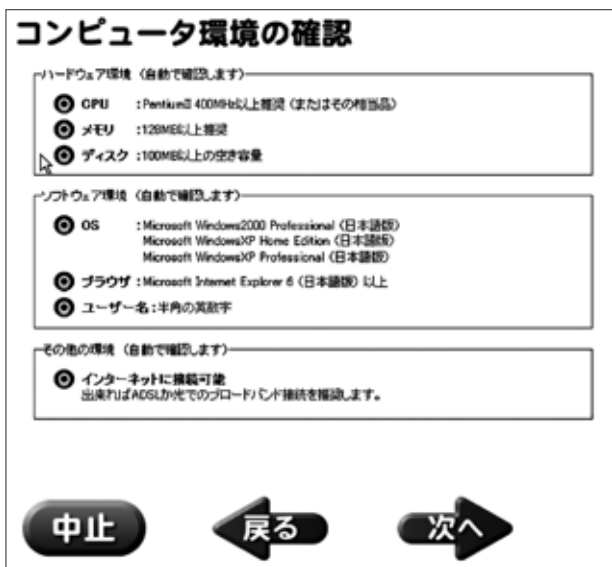 コンピュータ環境の確認
ハードウェア環境（自動で確認します）
CPU :PentiumⅡ 400MHz以上推奨（またはその相当品）
メモリ :128MB以上推奨
ディスク :100MB以上の空き容量
ソフトウェア環境（自動で確認します）
OS :Microsoft Windows2000 Professional（日本語版）
Microsoft WindowsXP Home Edition（日本語版）
Microsoft WindowsXP Professional（日本語版）
ブラウザ :Microsoft Internet Explorer 6（日本語版）以上
ユーザー名:半角の英数字
その他の環境（自動で確認します）
インターネットに接続可能
出来ればADSLか光でのブロードバンド接続を推奨します。
中止
戻る
次へ